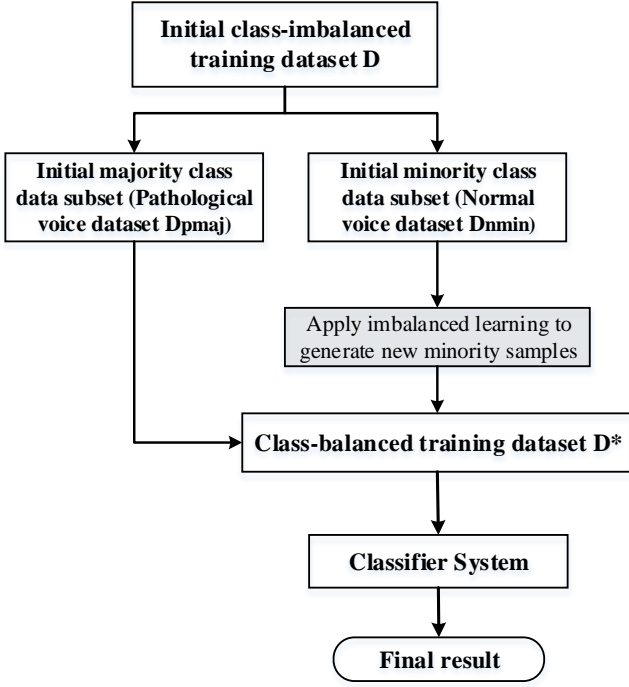 Initial class-imbalanced
training dataset D
Initial majority class
data subset (Pathological
voice dataset Dpmaj)
Initial minority class
data subset (Normal
voice dataset Dnmin)
Apply imbalanced learning to
generate new minority samples
Class-balanced training dataset D*
Classifier System
Final result